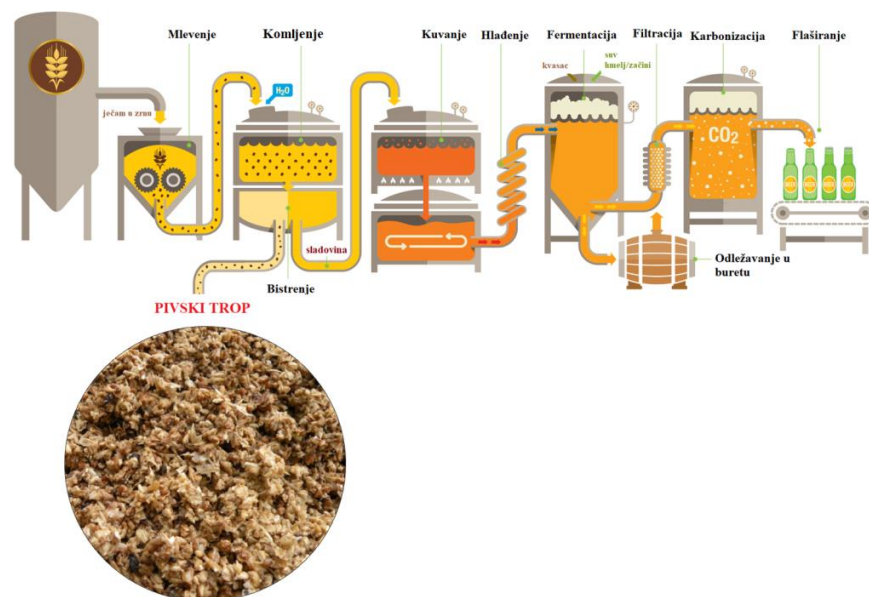 Mlevenje
Komljenje
Kuvanje
Hlađenje
Fermentacija
Filtracija
Karbonizacija
Flaširanje
kvasac
suv
hmelj/začini
ječam u zrnu
H₂O
CO₂
sladovina
Bistrenje
Odležavanje u
buretu
PIVSKI TROP